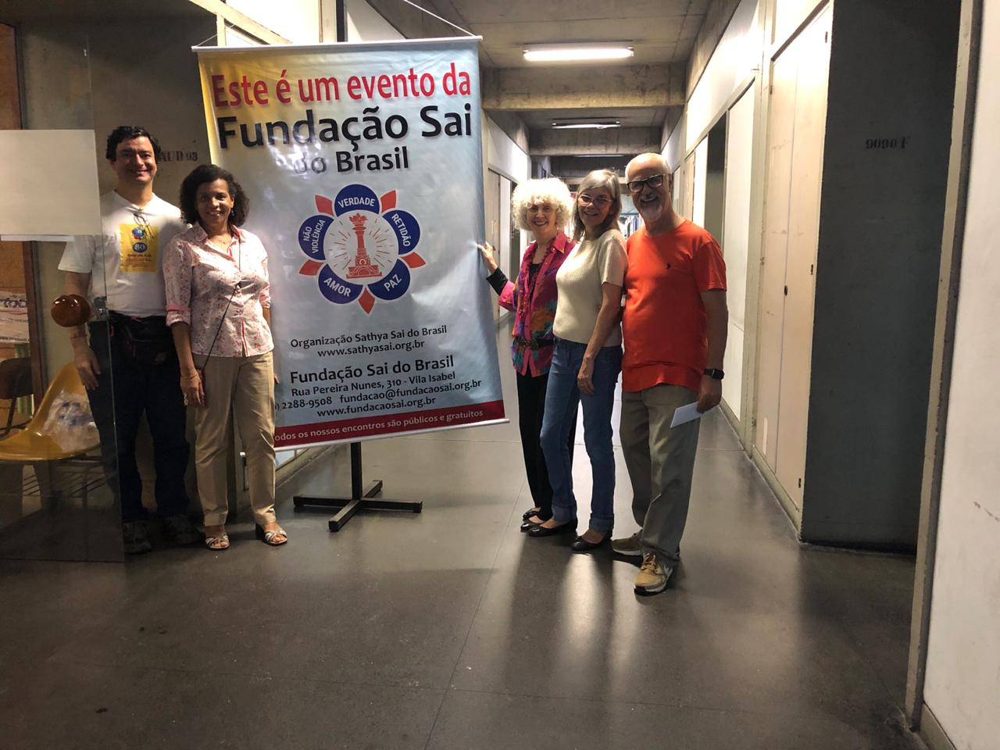 Este é um evento da
Fundação Sai
do Brasil
VERDADE
RETIDÃO
PAZ
AMOR
NÃO
VIOLÊNCIA
Organização Sathya Sai do Brasil
www.sathyasai.org.br
Fundação Sai do Brasil
Rua Pereira Nunes, 310 - Vila Isabel
) 2288-9508 fundacao@fundacaosai.org.br
www.fundacaosai.org.br
odos os nossos encontros são públicos e gratuitos
80